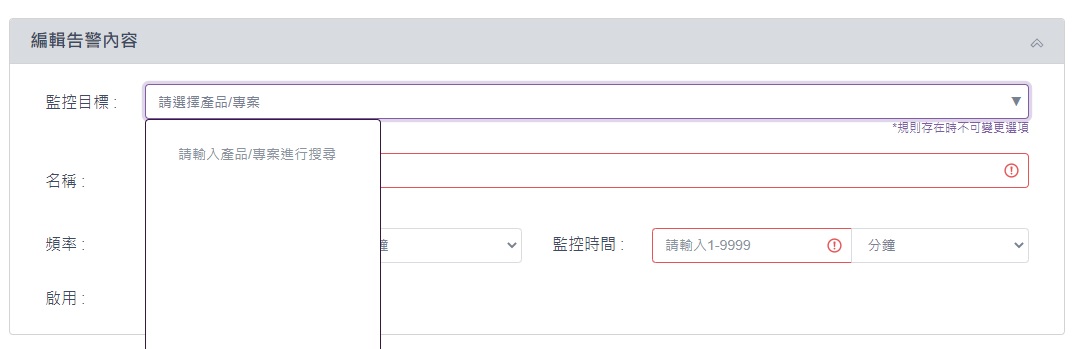 編輯告警內容
監控目標 :
請選擇產品/專案
*規則存在時不可變更選項
請輸入產品/專案進行搜尋
名稱 :
頻率 :
鐘
監控時間 :
請輸入1-9999
分鐘
啟用 :